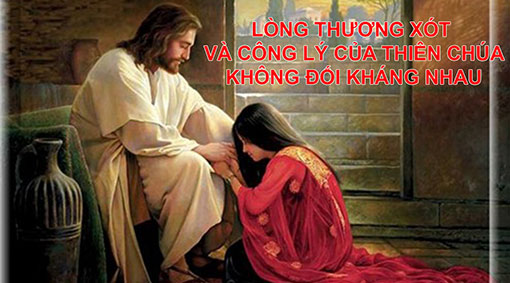 LÒNG THƯƠNG XÓT
VÀ CÔNG LÝ CỦA THIÊN CHÚA
KHÔNG ĐỐI KHÁNG NHAU